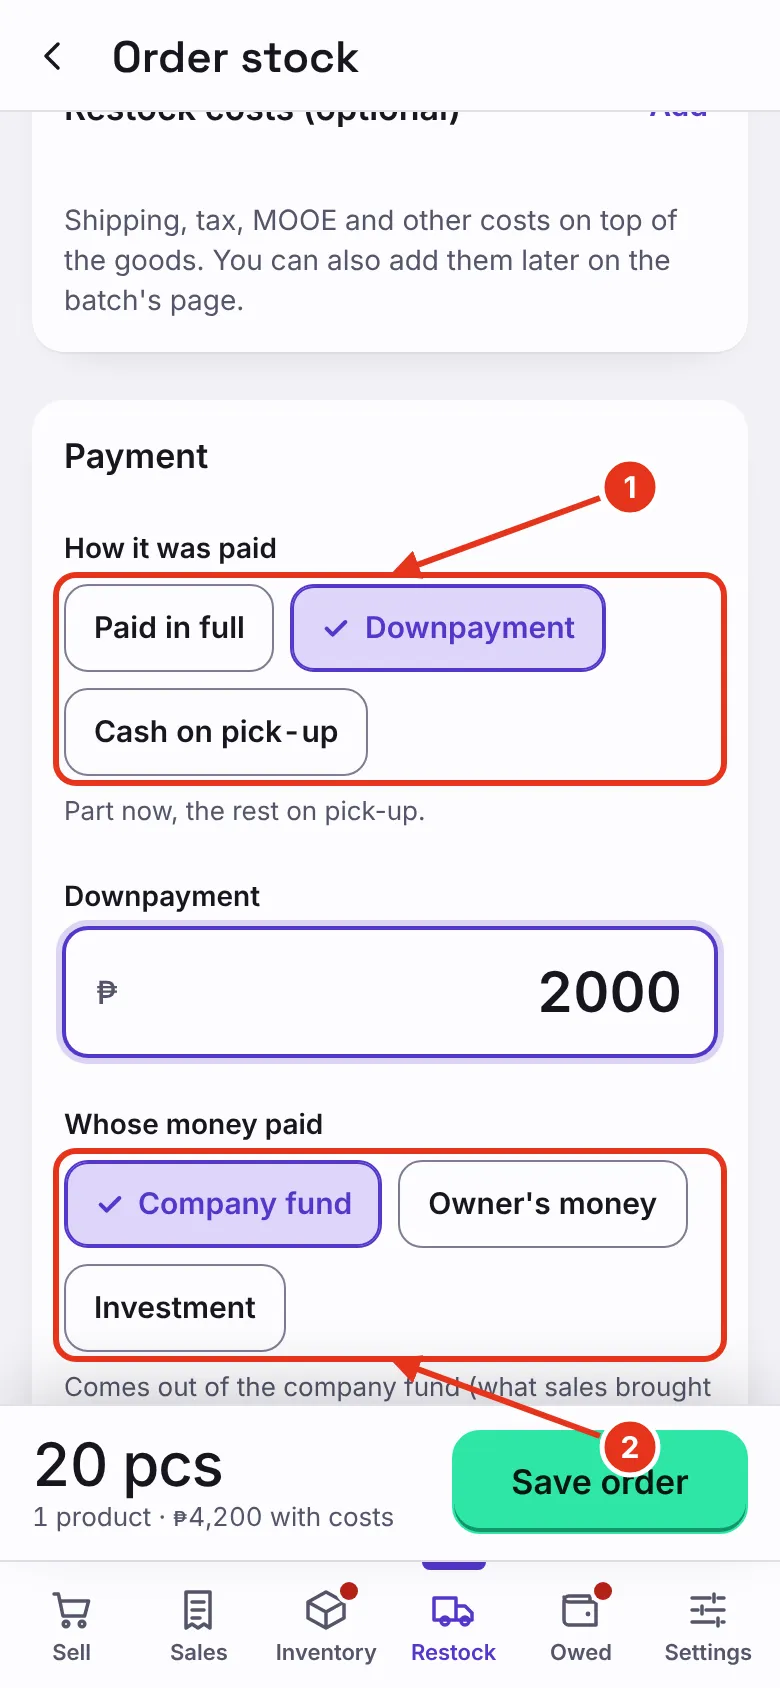 Order stock
Restock costs (optional)
Add
Shipping, tax, MOOE and other costs on top of
the goods. You can also add them later on the
batch's page.
Payment
1
How it was paid
Paid in full
Downpayment
Cash on pick-up
Part now, the rest on pick-up.
Downpayment
₱
2000
Whose money paid
Company fund
Owner's money
Investment
Comes out of the company fund (what sales brought
20 pcs
1 product · ₱4,200 with costs
2
Save order
Sell
Sales
Inventory
Restock
Owed
Settings